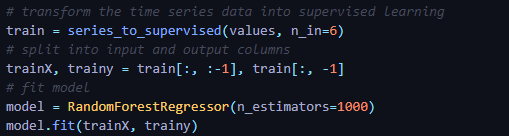 # transform the time series data into supervised learning
train = series_to_supervised(values, n_in=6)
# split into input and output columns
trainX, trainy = train[:, :-1], train[:, -1]
# fit model
model = RandomForestRegressor(n_estimators=1000)
model.fit(trainX, trainy)